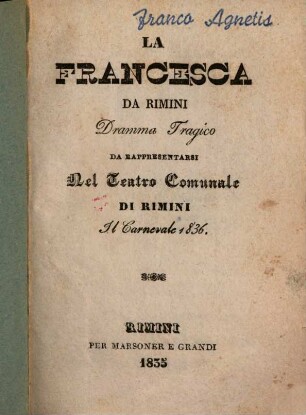 Franco Agnetis
LA
FRANCESCA
DA RIMINI
Dramma Tragico
DA RAPPRESENTARSI
Nel Teatro Comunale
DI RIMINI
Il Carnevale 1836.
RIMINI
PER MARSONER E GRANDI
1835